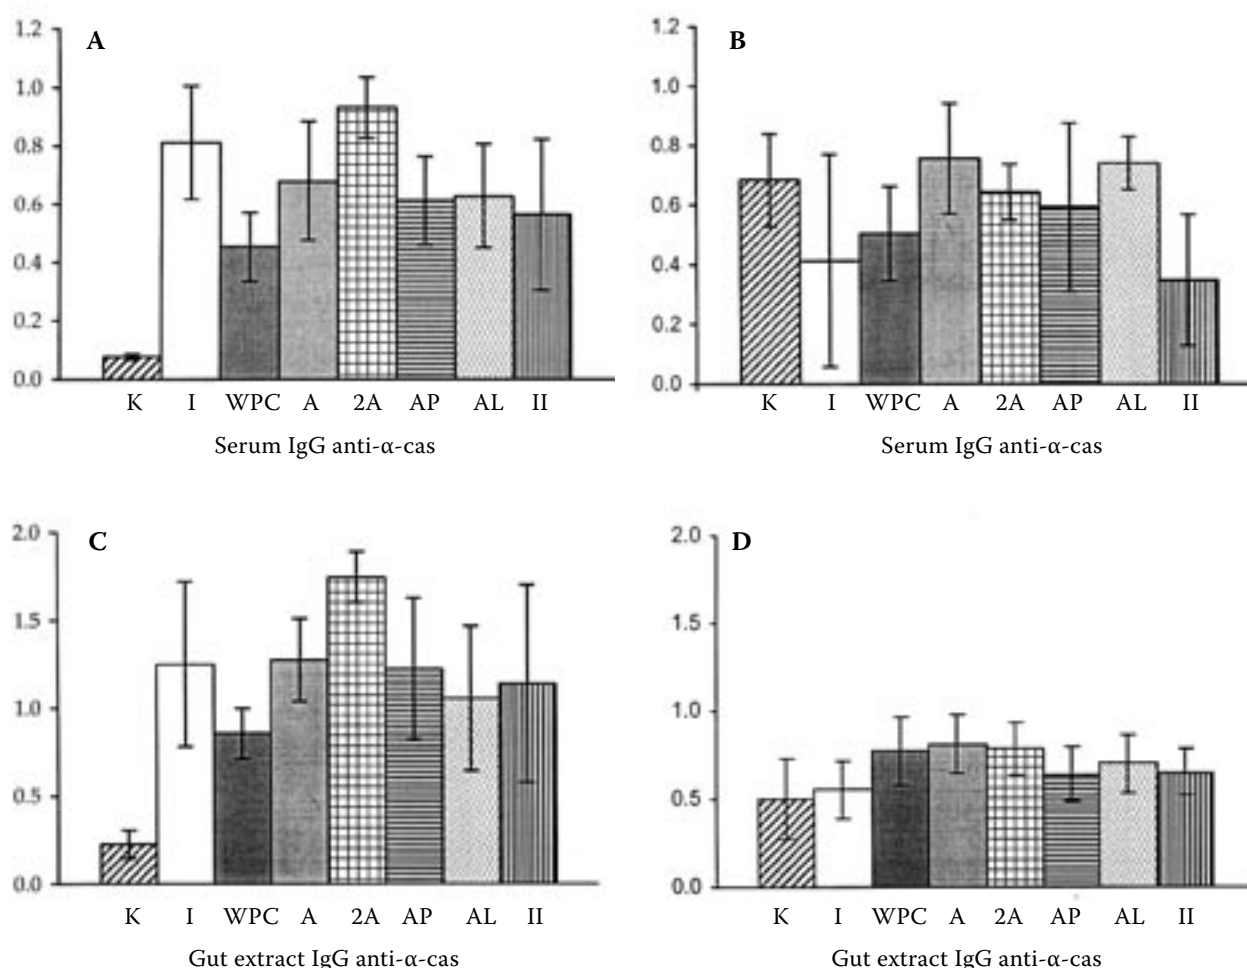 A
1.2
1.0
0.8
0.6
0.4
0.2
0.0
K I WPC A 2A AP AL II
Serum IgG anti-α-cas
B
1.2
1.0
0.8
0.6
0.4
0.2
0.0
K I WPC A 2A AP AL II
Serum IgG anti-α-cas
C
2.0
1.5
1.0
0.5
0.0
K I WPC A 2A AP AL II
Gut extract IgG anti-α-cas
D
2.0
1.5
1.0
0.5
0.0
K I WPC A 2A AP AL II
Gut extract IgG anti-α-cas